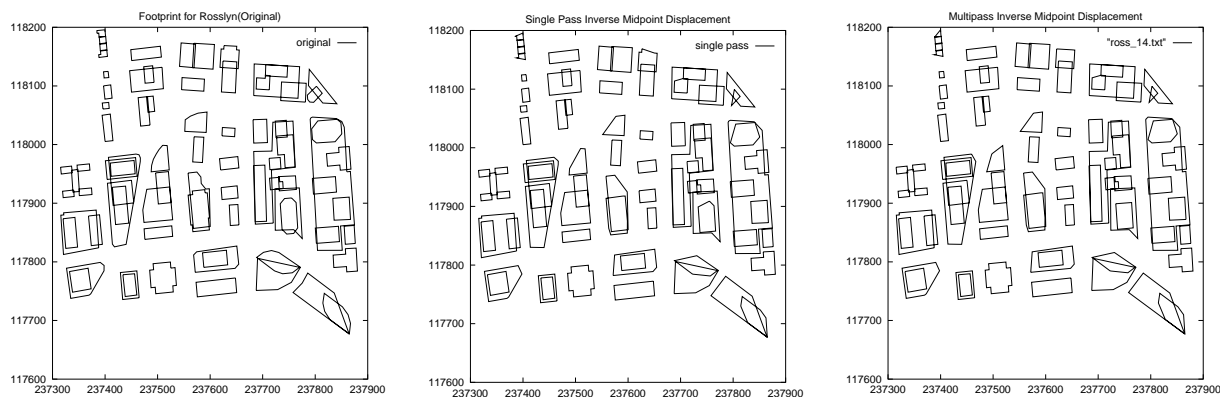 Footprint for Rosslyn(Original)
original
118200
118100
118000
117900
117800
117700
117600
237300 237400 237500 237600 237700 237800 237900
Single Pass Inverse Midpoint Displacement
single pass
118200
118100
118000
117900
117800
117700
117600
237300 237400 237500 237600 237700 237800 237900
Multipass Inverse Midpoint Displacement
"ross_14.txt"
118200
118100
118000
117900
117800
117700
117600
237300 237400 237500 237600 237700 237800 237900